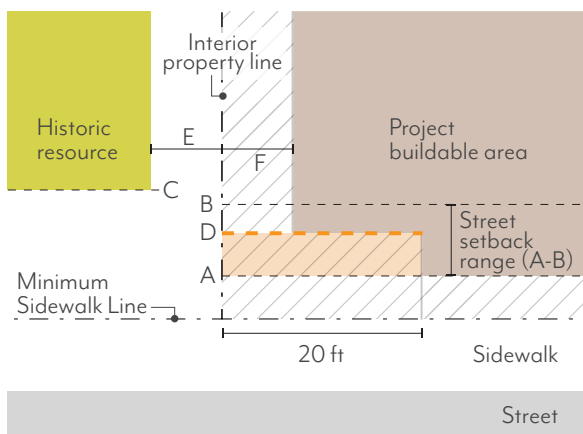 Interior
property line
Historic
resource
Project
buildable area
E
F
C
B
D
A
Street
setback
range (A-B)
Minimum
Sidewalk Line
20 ft
Sidewalk
Street